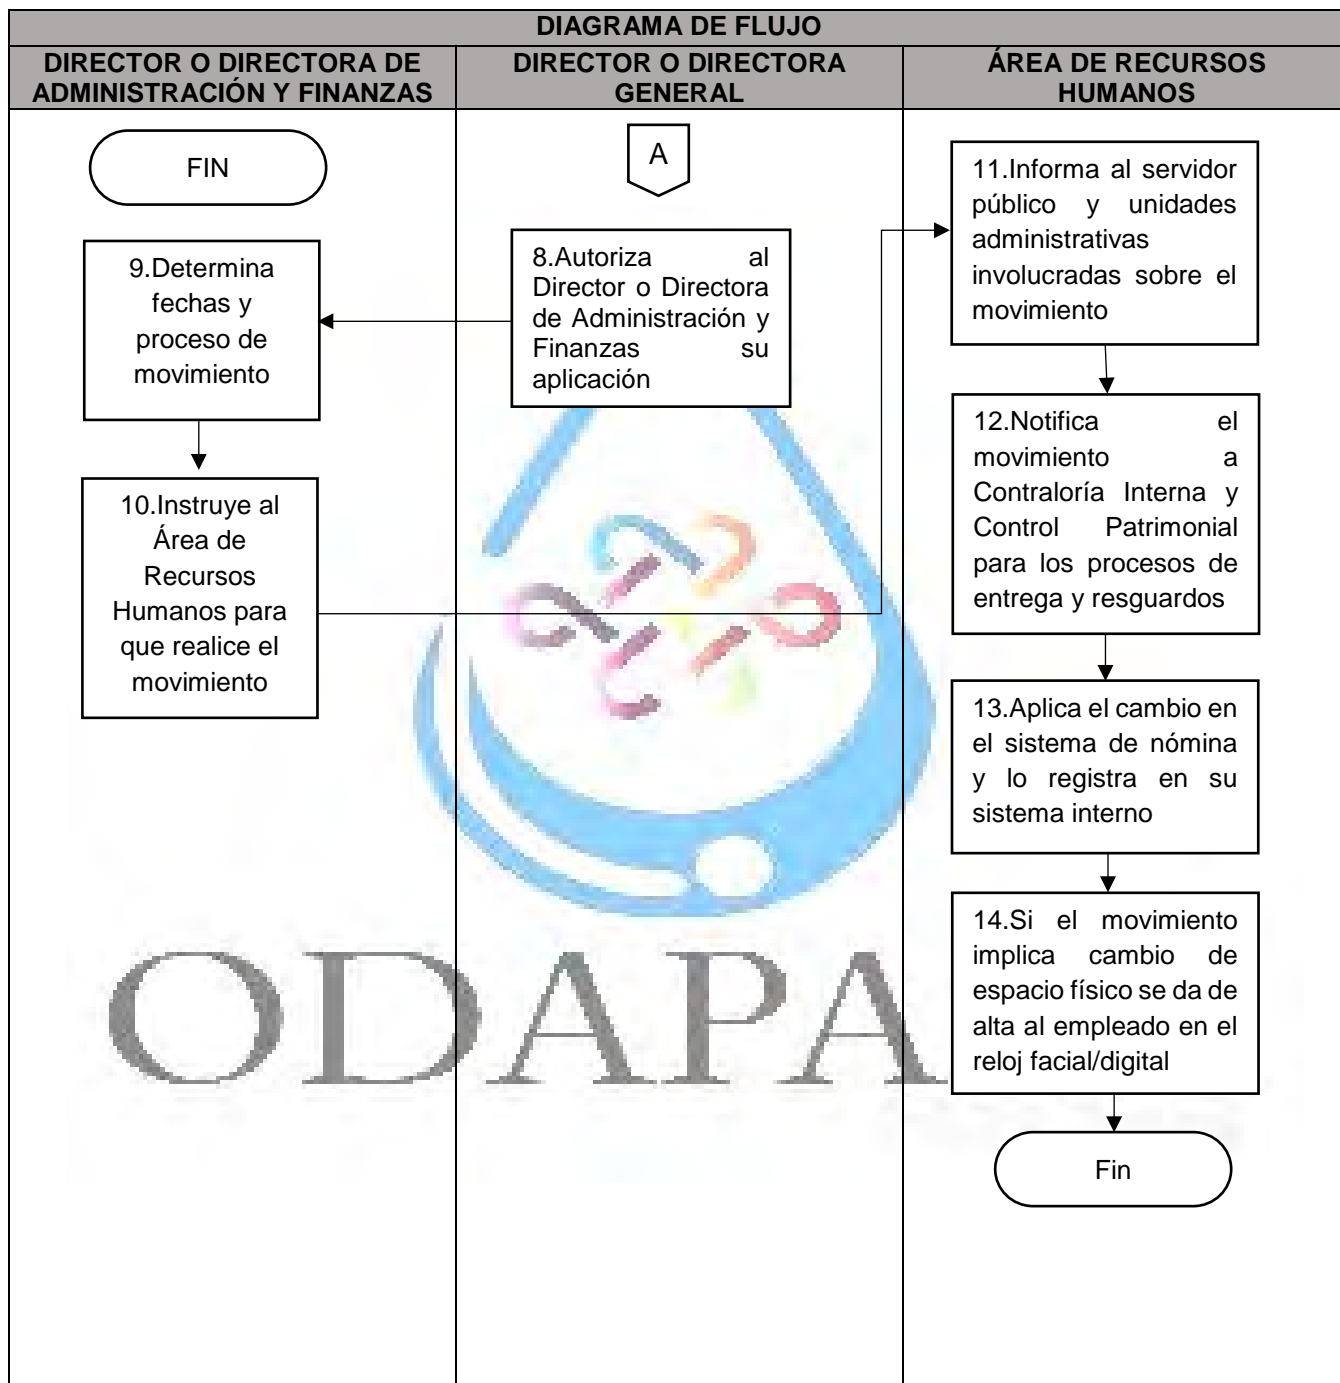 DIAGRAMA DE FLUJO
DIRECTOR O DIRECTORA DE
ADMINISTRACIÓN Y FINANZAS
DIRECTOR O DIRECTORA
GENERAL
ÁREA DE RECURSOS
HUMANOS
FIN
9.Determina
fechas y
proceso de
movimiento
10.Instruye al
Área de
Recursos
Humanos para
que realice el
movimiento
A
8.Autoriza al
Director o Directora
de Administración y
Finanzas su
aplicación
11.Informa al servidor
público y unidades
administrativas
involucradas sobre el
movimiento
12.Notifica el
movimiento a
Contraloría Interna y
Control Patrimonial
para los procesos de
entrega y resguardos
13.Aplica el cambio en
el sistema de nómina
y lo registra en su
sistema interno
14.Si el movimiento
implica cambio de
espacio físico se da de
alta al empleado en el
reloj facial/digital
Fin
ODAPA